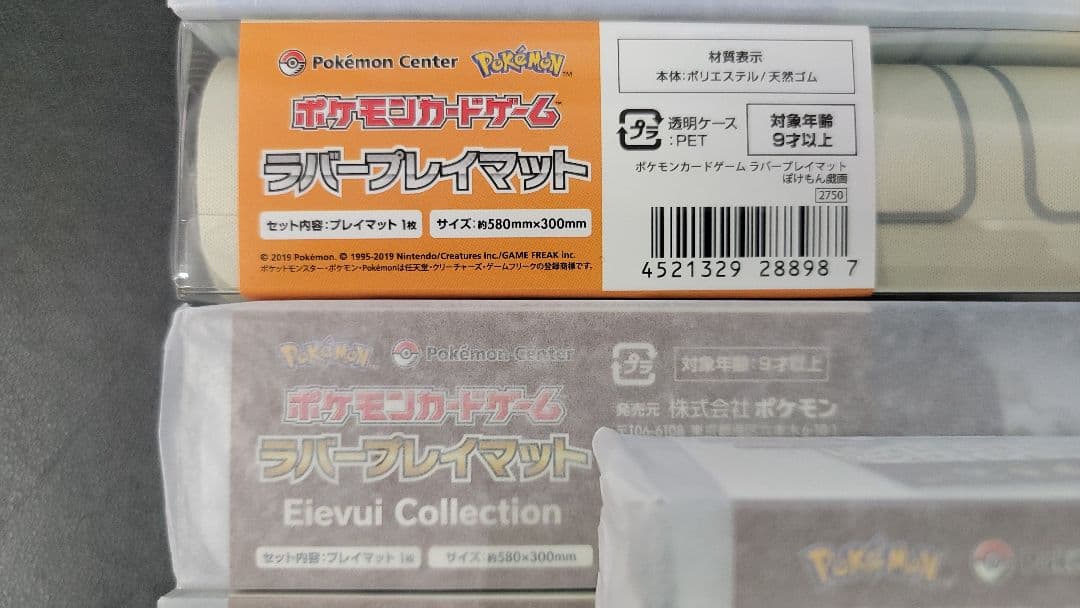 Pokémon Center POKéMON™
ポケモンカードゲーム™
ラバープレイマット
セット内容:プレイマット 1枚 サイズ:約580mm×300mm
© 2019 Pokémon. © 1995-2019 Nintendo/Creatures Inc./GAME FREAK inc.
ポケットモンスター・ポケモン・Pokémonは任天堂・クリーチャーズ・ゲームフリークの登録商標です。
材質表示
本体:ポリエステル/天然ゴム
プラ 透明ケース
:PET
対象年齢
9才以上
ポケモンカードゲーム ラバープレイマット
ぽけもん戯画
2750
4521329 288987
POKéMON Pokémon Center
ポケモンカードゲーム
ラバープレイマット
Eievui Collection
セット内容:プレイマット 1枚 サイズ:約580×300mm
プラ 対象年齢:9才以上
発売元 株式会社 ポケモン
〒106-6108
POKéMON